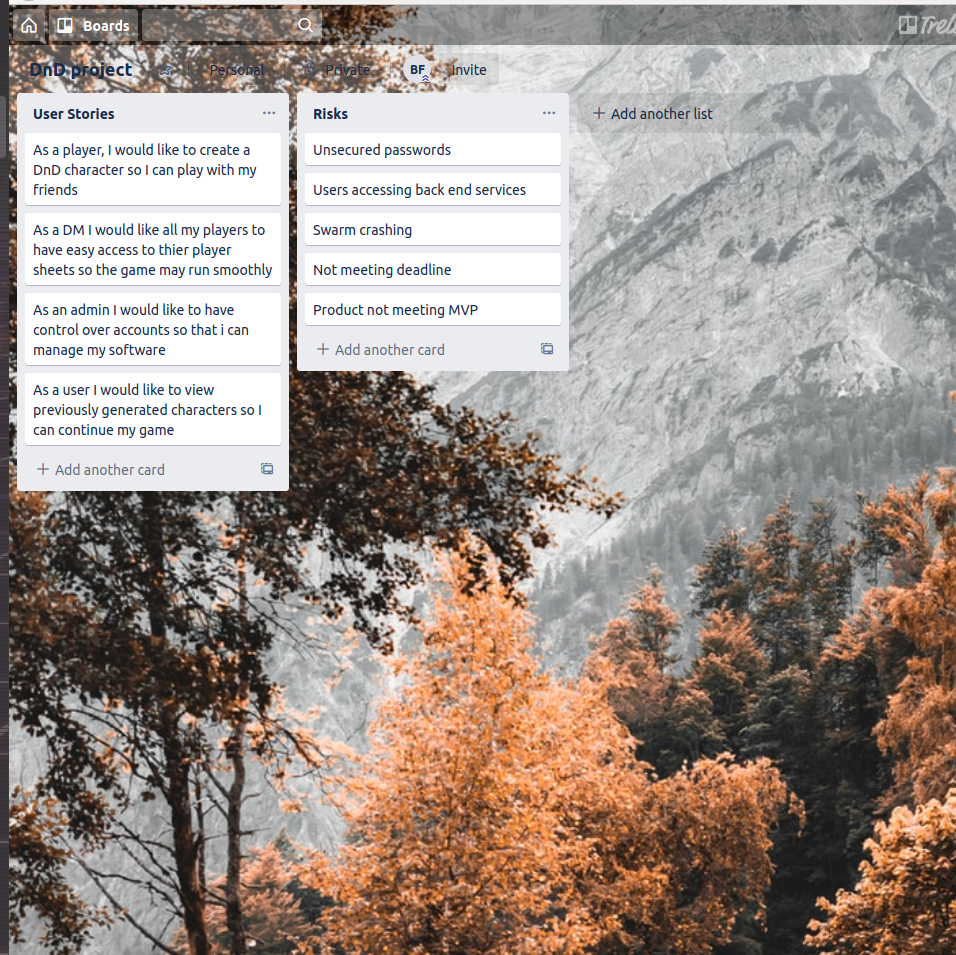 Boards
Trel
DnD project
Personal
Private
BF
Invite
User Stories
As a player, I would like to create a
DnD character so I can play with my
friends
As a DM I would like all my players to
have easy access to thier player
sheets so the game may run smoothly
As an admin I would like to have
control over accounts so that i can
manage my software
As a user I would like to view
previously generated characters so I
can continue my game
+ Add another card
Risks
Unsecured passwords
Users accessing back end services
Swarm crashing
Not meeting deadline
Product not meeting MVP
+ Add another card
+ Add another list